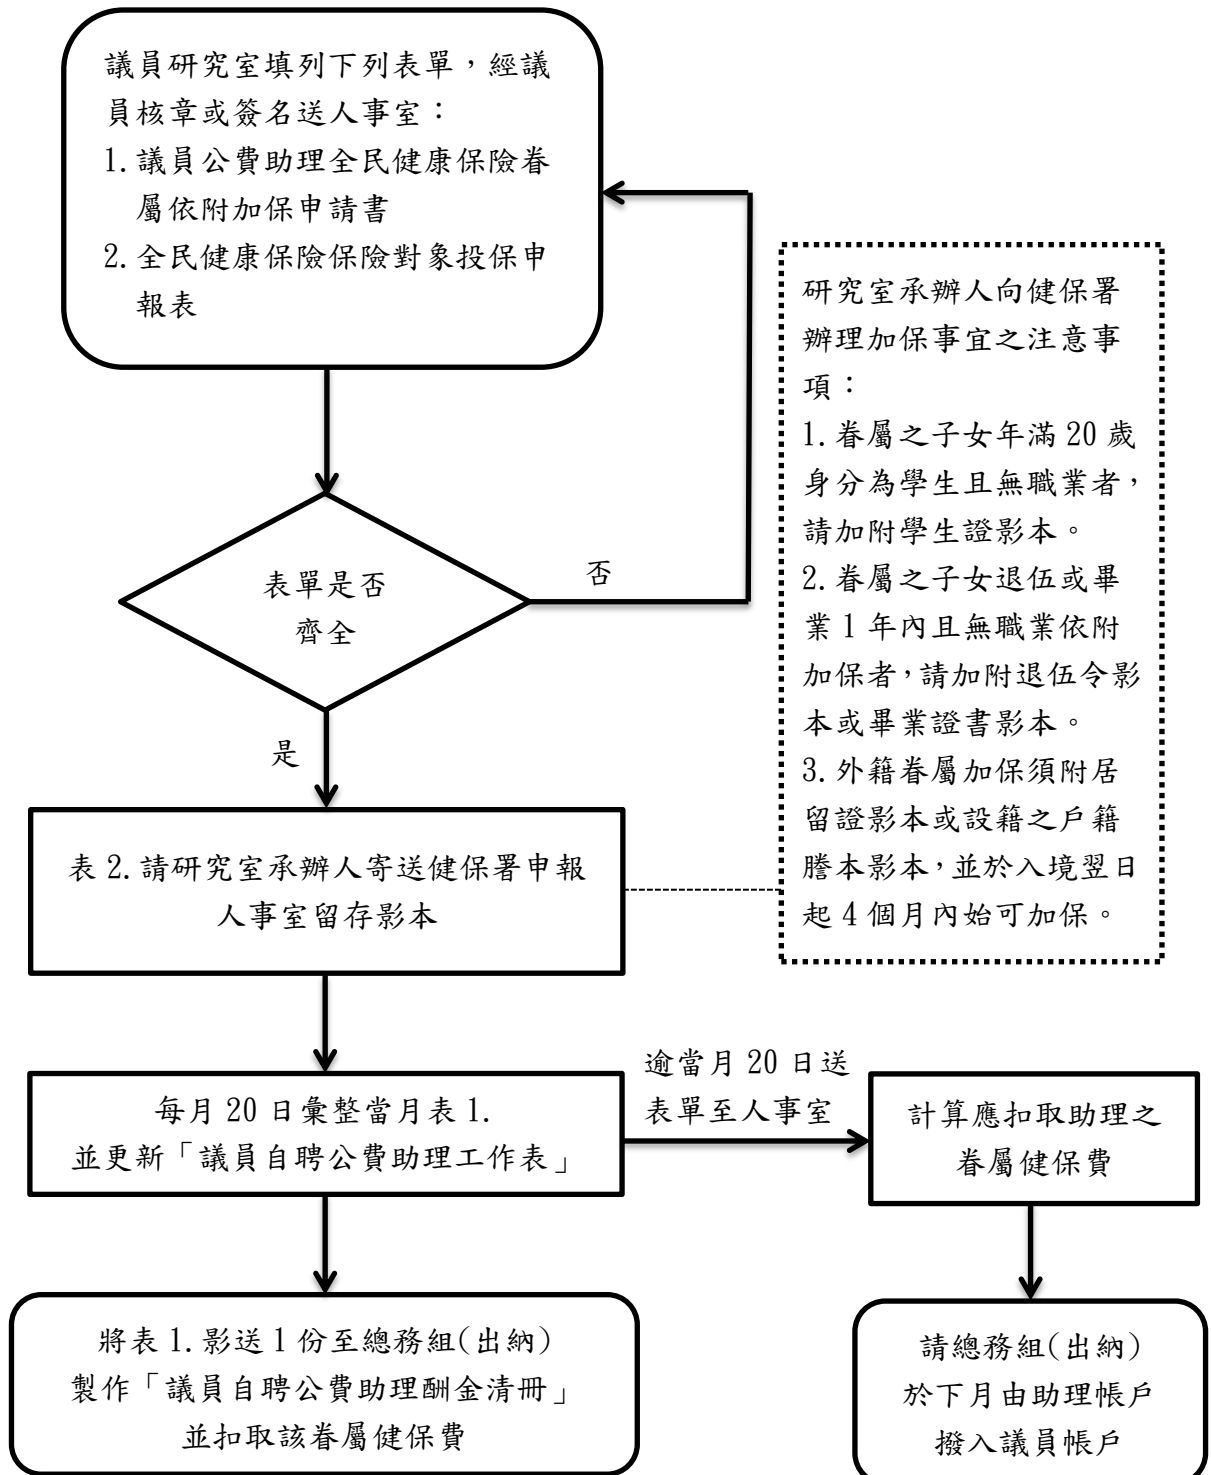 議員研究室填列下列表單，經議
員核章或簽名送人事室：
1.議員公費助理全民健康保險眷
屬依附加保申請書
2.全民健康保險保險對象投保申
報表
表單是否
齊全
否
是
研究室承辦人向健保署
辦理加保事宜之注意事
項：
1.眷屬之子女年滿20歲
身分為學生且無職業者，
請加附學生證影本。
2.眷屬之子女退伍或畢
業1年內且無職業依附
加保者，請加附退伍令影
本或畢業證書影本。
3.外籍眷屬加保須附居
留證影本或設籍之戶籍
謄本影本，並於入境翌日
起4個月內始可加保。
表2.請研究室承辦人寄送健保署申報
人事室留存影本
每月20日彙整當月表1.
並更新「議員自聘公費助理工作表」
逾當月20日送
表單至人事室
計算應扣取助理之
眷屬健保費
將表1.影送1份至總務組(出納)
製作「議員自聘公費助理酬金清冊」
並扣取該眷屬健保費
請總務組(出納)
於下月由助理帳戶
撥入議員帳戶